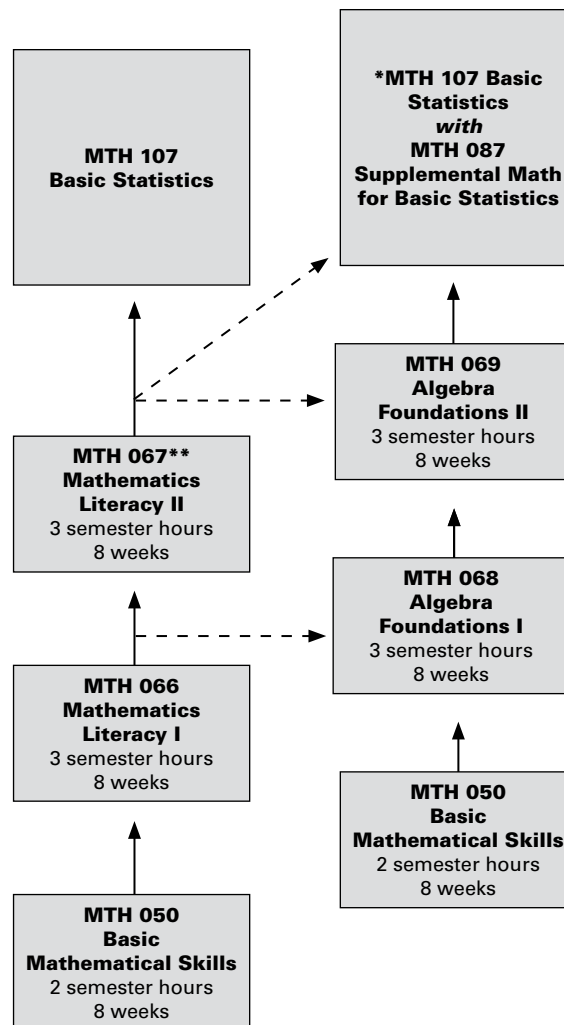 MTH 107
Basic Statistics
*MTH 107 Basic
Statistics
with
MTH 087
Supplemental Math
for Basic Statistics
MTH 069
Algebra
Foundations II
3 semester hours
8 weeks
MTH 067**
Mathematics
Literacy II
3 semester hours
8 weeks
MTH 068
Algebra
Foundations I
3 semester hours
8 weeks
MTH 066
Mathematics
Literacy I
3 semester hours
8 weeks
MTH 050
Basic
Mathematical Skills
2 semester hours
8 weeks
MTH 050
Basic
Mathematical Skills
2 semester hours
8 weeks